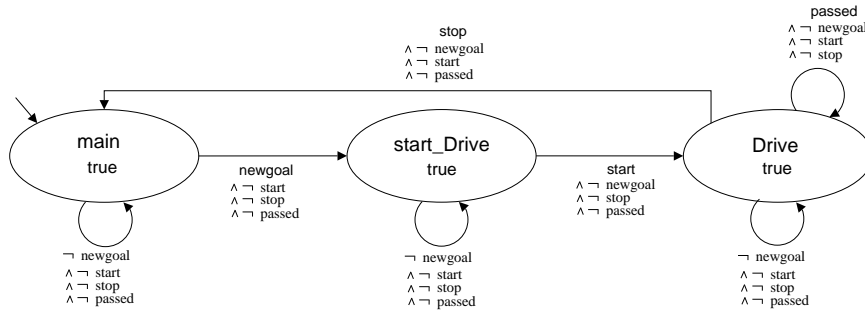 stop
∧ ¬ newgoal
∧ ¬ start
∧ ¬ passed
passed
∧ ¬ newgoal
∧ ¬ start
∧ ¬ stop
main
true
start_Drive
true
Drive
true
newgoal
∧ ¬ start
∧ ¬ stop
∧ ¬ passed
start
∧ ¬ newgoal
∧ ¬ stop
∧ ¬ passed
¬ newgoal
∧ ¬ start
∧ ¬ stop
∧ ¬ passed
¬ newgoal
∧ ¬ start
∧ ¬ stop
∧ ¬ passed
¬ newgoal
∧ ¬ start
∧ ¬ stop
∧ ¬ passed